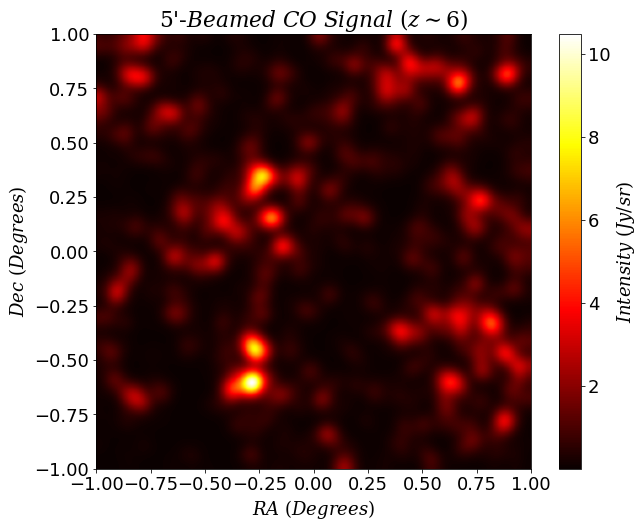 5'-Beamed CO Signal (z ∼ 6)
1.00
0.75
0.50
0.25
0.00
−0.25
−0.50
−0.75
−1.00
Dec (Degrees)
−1.00 −0.75 −0.50 −0.25 0.00 0.25 0.50 0.75 1.00
RA (Degrees)
10
8
6
4
2
Intensity (Jy/sr)